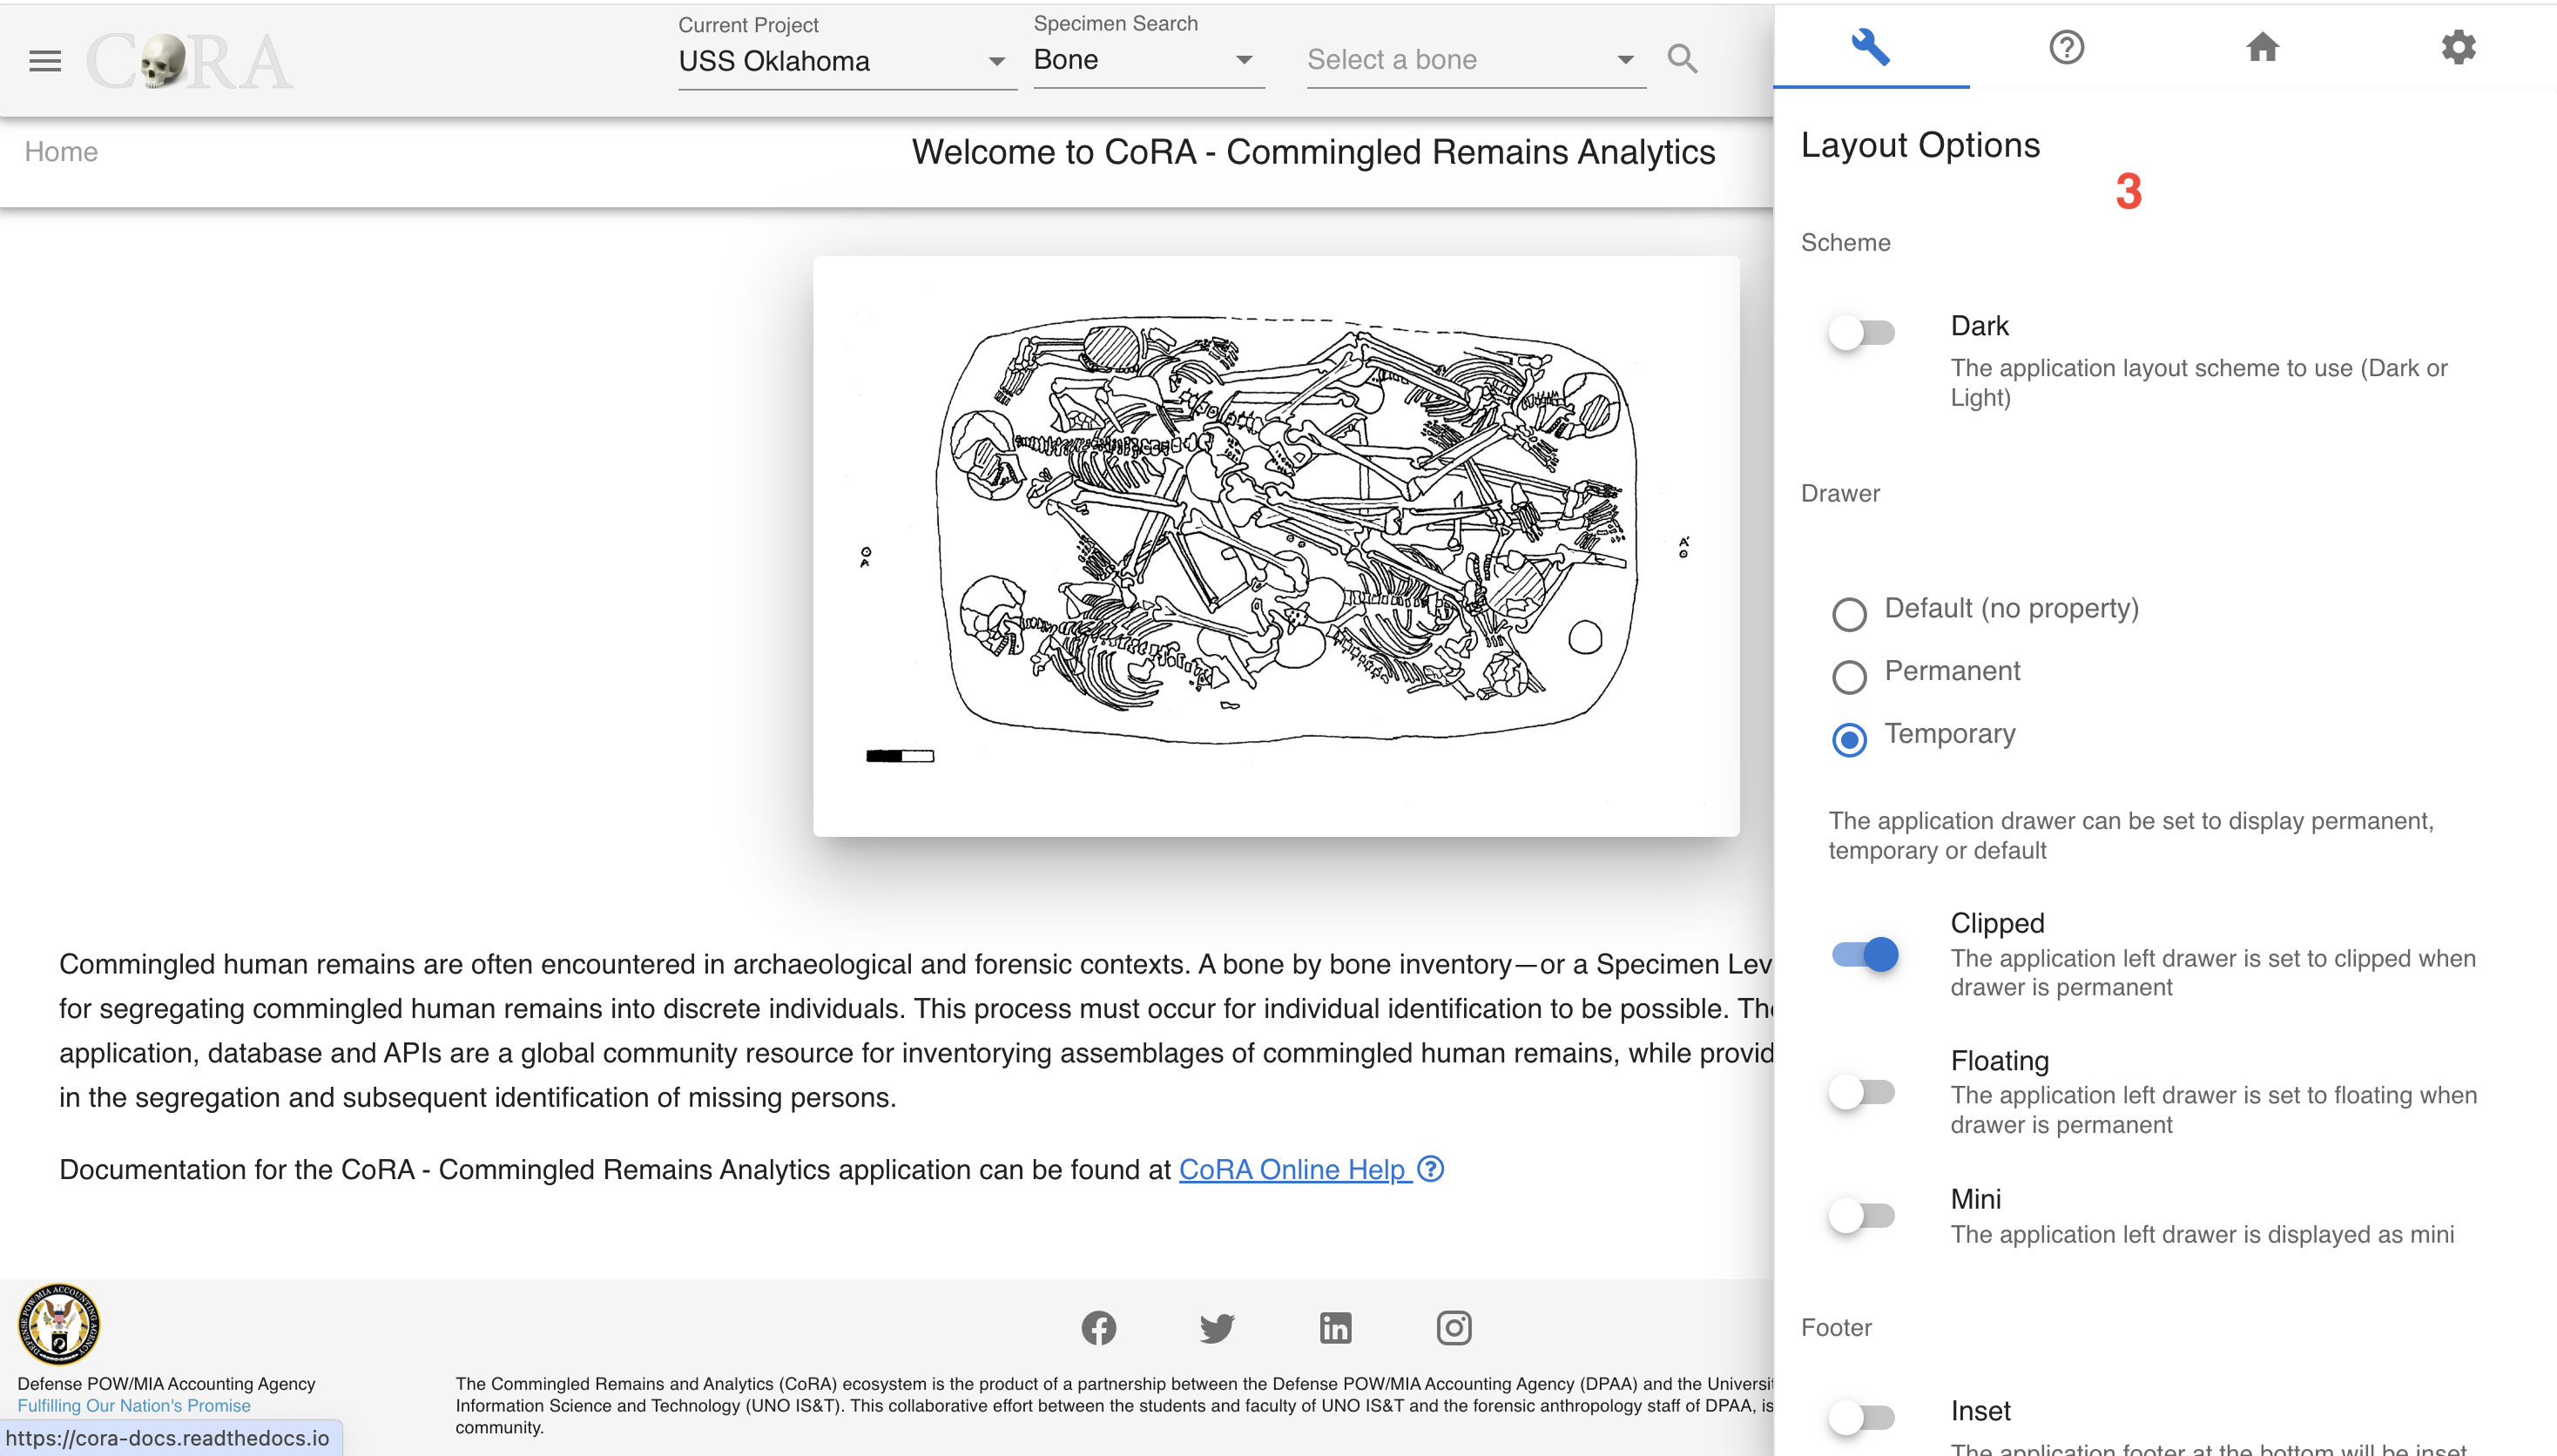 CoRA
Current Project
USS Oklahoma
Specimen Search
Bone
Select a bone
Home
Welcome to CoRA - Commingled Remains Analytics
A
A'
Commingled human remains are often encountered in archaeological and forensic contexts. A bone by bone inventory—or a Specimen Lev
for segregating commingled human remains into discrete individuals. This process must occur for individual identification to be possible. The
application, database and APIs are a global community resource for inventorying assemblages of commingled human remains, while provid
in the segregation and subsequent identification of missing persons.
Documentation for the CoRA - Commingled Remains Analytics application can be found at CoRA Online Help
DEFENSE POW/MIA ACCOUNTING AGENCY
Defense POW/MIA Accounting Agency
Fulfilling Our Nation's Promise
https://cora-docs.readthedocs.io
The Commingled Remains and Analytics (CoRA) ecosystem is the product of a partnership between the Defense POW/MIA Accounting Agency (DPAA) and the Universi
Information Science and Technology (UNO IS&T). This collaborative effort between the students and faculty of UNO IS&T and the forensic anthropology staff of DPAA, is
community.
Layout Options
3
Scheme
Dark
The application layout scheme to use (Dark or
Light)
Drawer
Default (no property)
Permanent
Temporary
The application drawer can be set to display permanent,
temporary or default
Clipped
The application left drawer is set to clipped when
drawer is permanent
Floating
The application left drawer is set to floating when
drawer is permanent
Mini
The application left drawer is displayed as mini
Footer
Inset
The application footer at the bottom will be inset